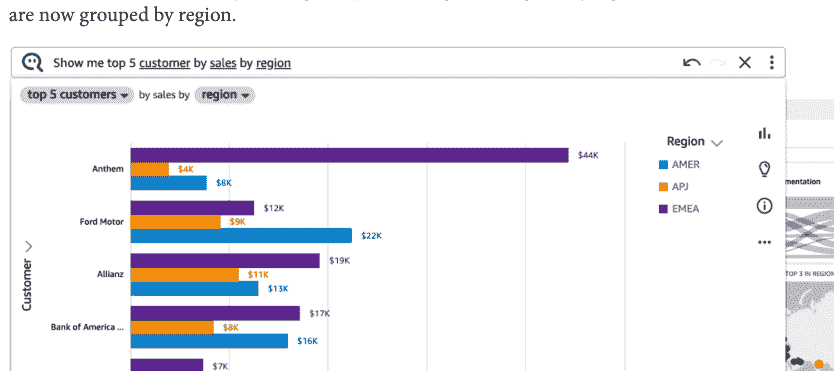 are now grouped by region.
Show me top 5 customer by sales by region
top 5 customers by sales by region
Region
AMER
APJ
EMEA
Customer
Anthem
$44K
$4K
$8K
Ford Motor
$12K
$9K
$22K
Allianz
$19K
$11K
$13K
Bank of America ...
$17K
$8K
$16K
$7K
mentation
TOP 3 IN REGION